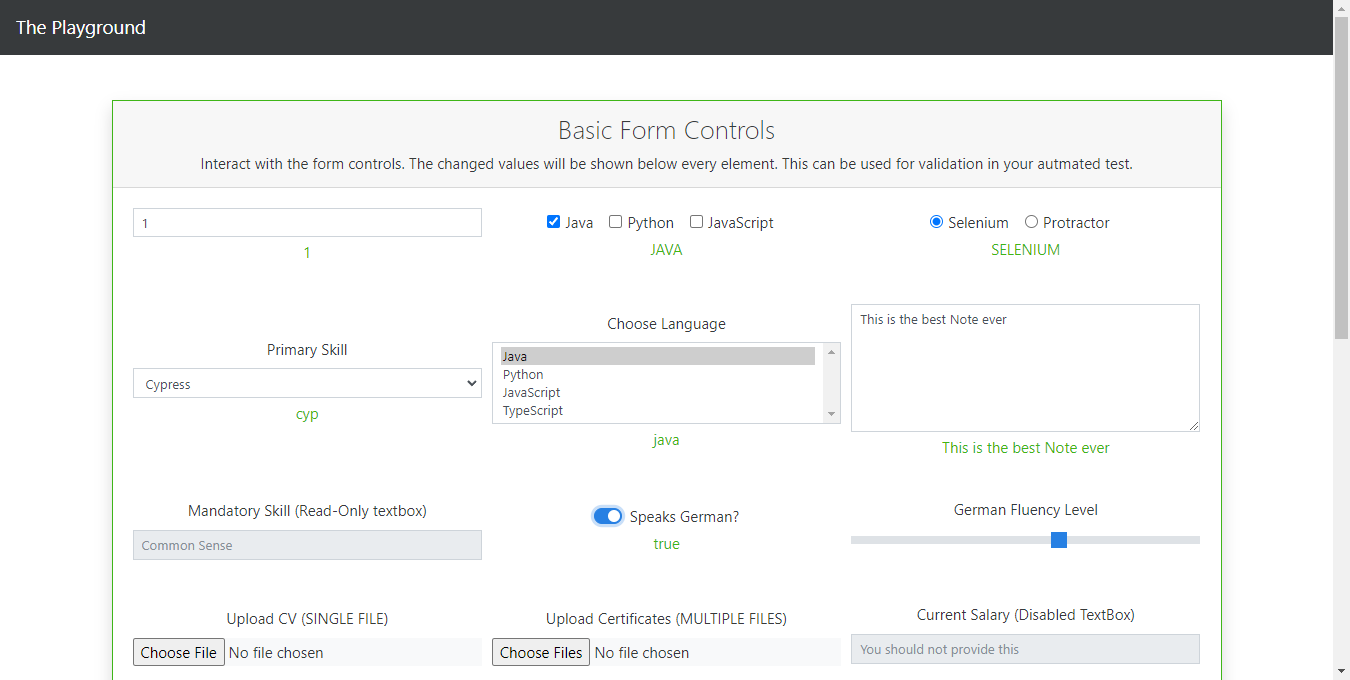 The Playground
Basic Form Controls
Interact with the form controls. The changed values will be shown below every element. This can be used for validation in your autmated test.
1
1
Java Python JavaScript
JAVA
Selenium Protractor
SELENIUM
Primary Skill
Cypress
cyp
Choose Language
Java
Python
JavaScript
TypeScript
java
This is the best Note ever
This is the best Note ever
Mandatory Skill (Read-Only textbox)
Common Sense
Speaks German?
true
German Fluency Level
Upload CV (SINGLE FILE)
Choose File No file chosen
Upload Certificates (MULTIPLE FILES)
Choose Files No file chosen
Current Salary (Disabled TextBox)
You should not provide this